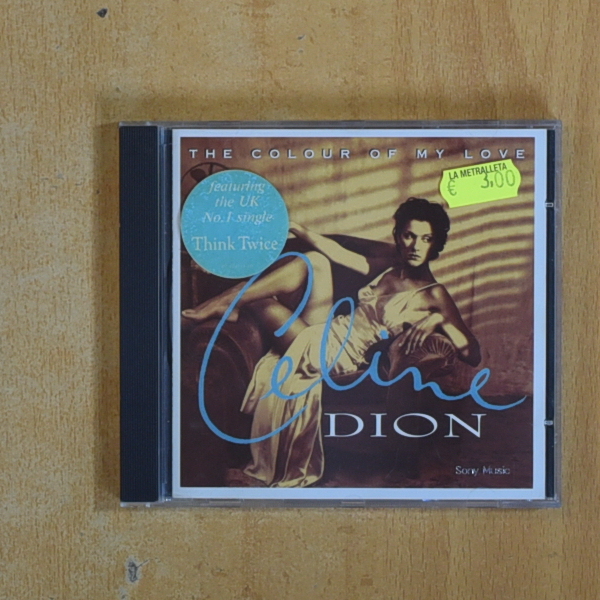 THE COLOUR OF MY LOVE
LA METRALLETA
€ 3.00
featuring
the UK
No.1 single
Think Twice
Celine
DION
Sony Music